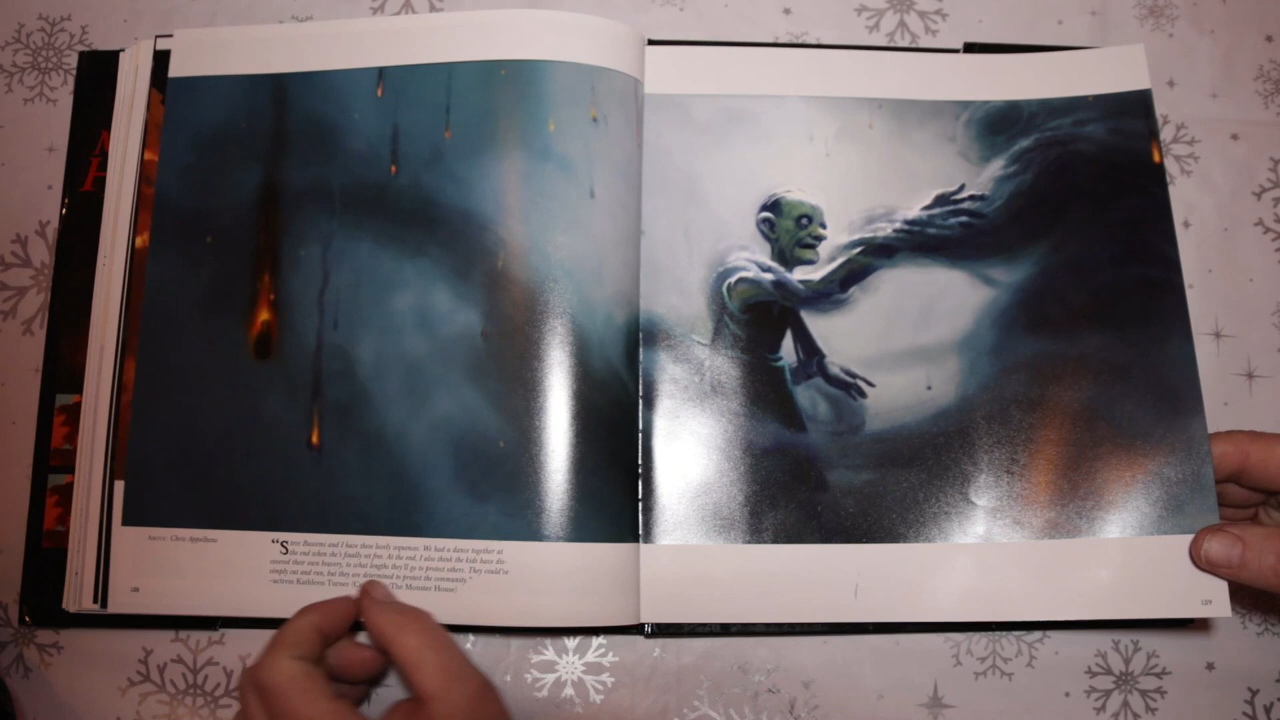 ABOVE: Chris Appelhans
“Steve Buscemi and I have these lovely sequences. We had a dance together at
the end when she's finally set free. At the end, I also think the kids have dis-
covered their own bravery, to what lengths they'll go to protect others. They could've
simply cut and run, but they are determined to protect the community.”
–actress Kathleen Turner The Monster House)
128
129